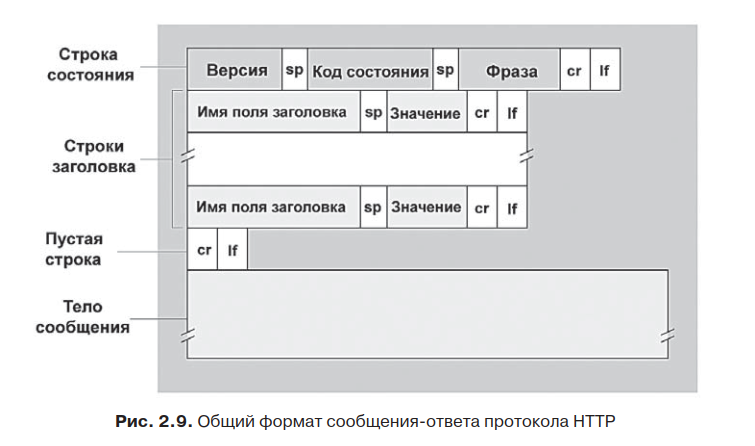 Строка
состояния
Версия sp Код состояния sp Фраза cr lf
Имя поля заголовка sp Значение cr lf
Строки
заголовка
Имя поля заголовка sp Значение cr lf
Пустая
строка
cr lf
Тело
сообщения
Рис. 2.9. Общий формат сообщения-ответа протокола HTTP